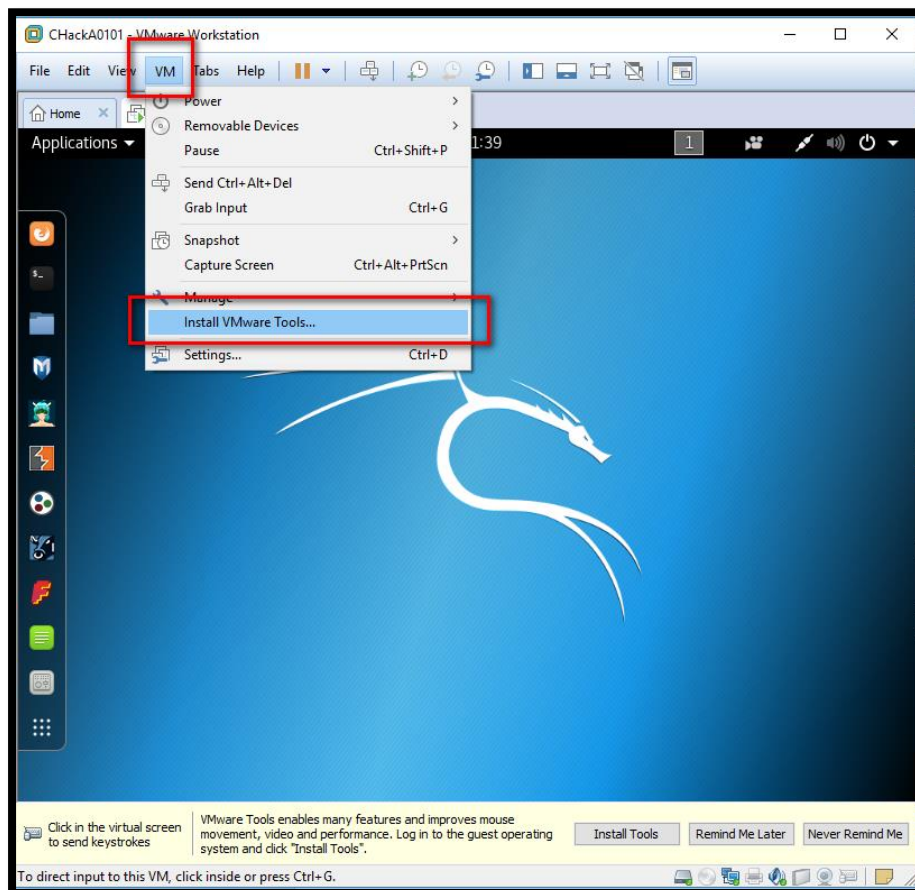 CHackA0101 - VMware Workstation
File Edit View VM Tabs Help
Home
Applications 1:39 1
Power
Removable Devices
Pause Ctrl+Shift+P
Send Ctrl+Alt+Del
Grab Input Ctrl+G
Snapshot
Capture Screen Ctrl+Alt+PrtScn
Manage
Install VMware Tools...
Settings... Ctrl+D
Click in the virtual screen
to send keystrokes
VMware Tools enables many features and improves mouse
movement, video and performance. Log in to the guest operating
system and click "Install Tools".
Install Tools Remind Me Later Never Remind Me
To direct input to this VM, click inside or press Ctrl+G.